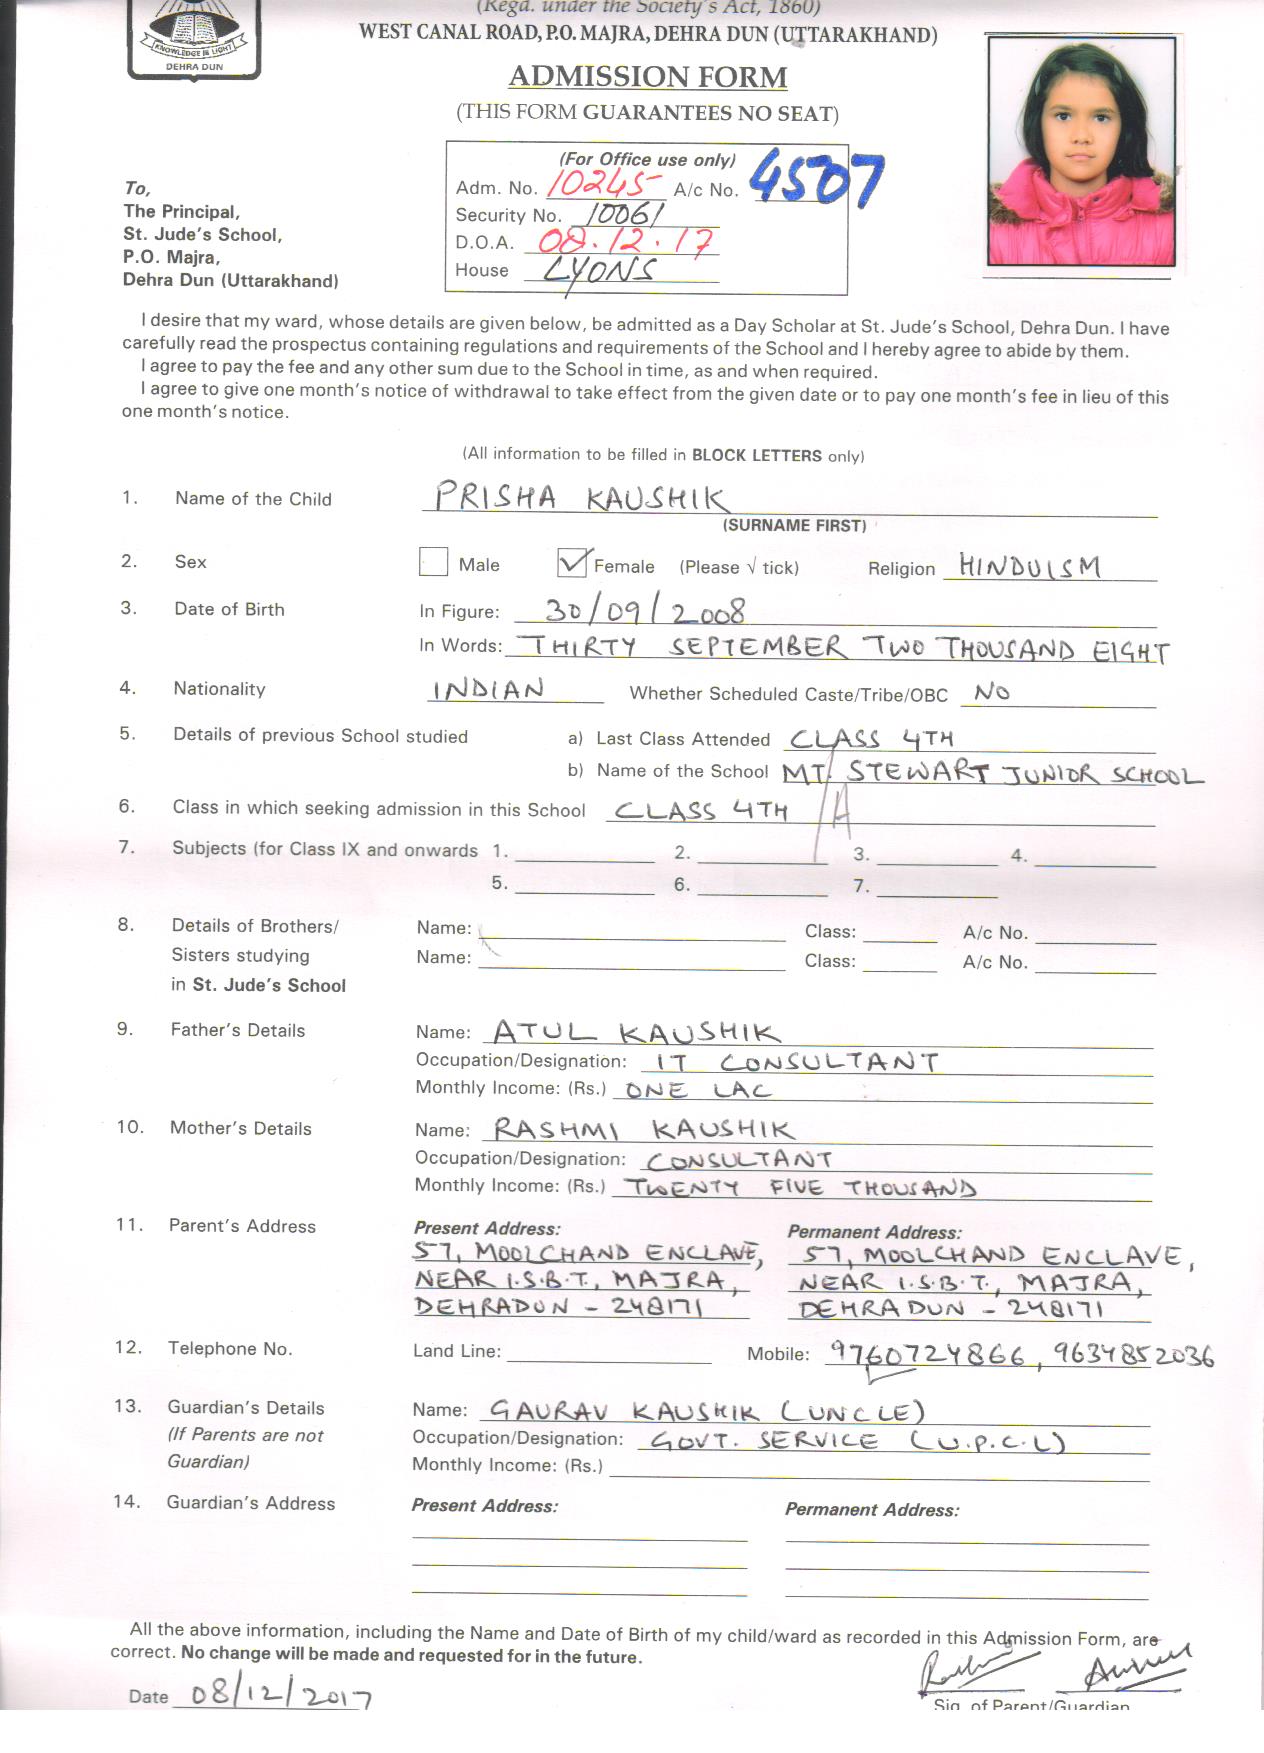 (Regd. under the Society's Act, 1860)
WEST CANAL ROAD, P.O. MAJRA, DEHRA DUN (UTTARAKHAND)
KNOWLEDGE IS LIGHT
DEHRA DUN
ADMISSION FORM
(THIS FORM GUARANTEES NO SEAT)
(For Office use only)
Adm. No. 10245 A/c No. 4507
Security No. 10061
D.O.A. 08.12.17
House LYONS
To,
The Principal,
St. Jude's School,
P.O. Majra,
Dehra Dun (Uttarakhand)
I desire that my ward, whose details are given below, be admitted as a Day Scholar at St. Jude's School, Dehra Dun. I have
carefully read the prospectus containing regulations and requirements of the School and I hereby agree to abide by them.
I agree to pay the fee and any other sum due to the School in time, as and when required.
I agree to give one month's notice of withdrawal to take effect from the given date or to pay one month's fee in lieu of this
one month's notice.
(All information to be filled in BLOCK LETTERS only)
1. Name of the Child PRISHA KAUSHIK
(SURNAME FIRST)
2. Sex Male Female (Please √ tick) Religion HINDUISM
3. Date of Birth In Figure: 30/09/2008
In Words: THIRTY SEPTEMBER TWO THOUSAND EIGHT
4. Nationality INDIAN Whether Scheduled Caste/Tribe/OBC NO
5. Details of previous School studied a) Last Class Attended CLASS 4TH
b) Name of the School MT. STEWART JUNIOR SCHOOL
6. Class in which seeking admission in this School CLASS 4TH A
7. Subjects (for Class IX and onwards 1. 2. 3. 4.
5. 6. 7.
8. Details of Brothers/ Name: Class: A/c No.
Sisters studying Name: Class: A/c No.
in St. Jude's School
9. Father's Details Name: ATUL KAUSHIK
Occupation/Designation: IT CONSULTANT
Monthly Income: (Rs.) ONE LAC
10. Mother's Details Name: RASHMI KAUSHIK
Occupation/Designation: CONSULTANT
Monthly Income: (Rs.) TWENTY FIVE THOUSAND
11. Parent's Address Present Address: Permanent Address:
57, MOOLCHAND ENCLAVE, 57, MOOLCHAND ENCLAVE,
NEAR I.S.B.T., MAJRA, NEAR I.S.B.T., MAJRA,
DEHRADUN - 248171 DEHRADUN - 248171
12. Telephone No. Land Line: Mobile: 9760724866, 9634852036
13. Guardian's Details Name: GAURAV KAUSHIK (UNCLE)
(If Parents are not Occupation/Designation: GOVT. SERVICE (U.P.C.L)
Guardian) Monthly Income: (Rs.)
14. Guardian's Address Present Address: Permanent Address:
All the above information, including the Name and Date of Birth of my child/ward as recorded in this Admission Form, are
correct. No change will be made and requested for in the future.
Date 08/12/2017
Sig. of Parent/Guardian